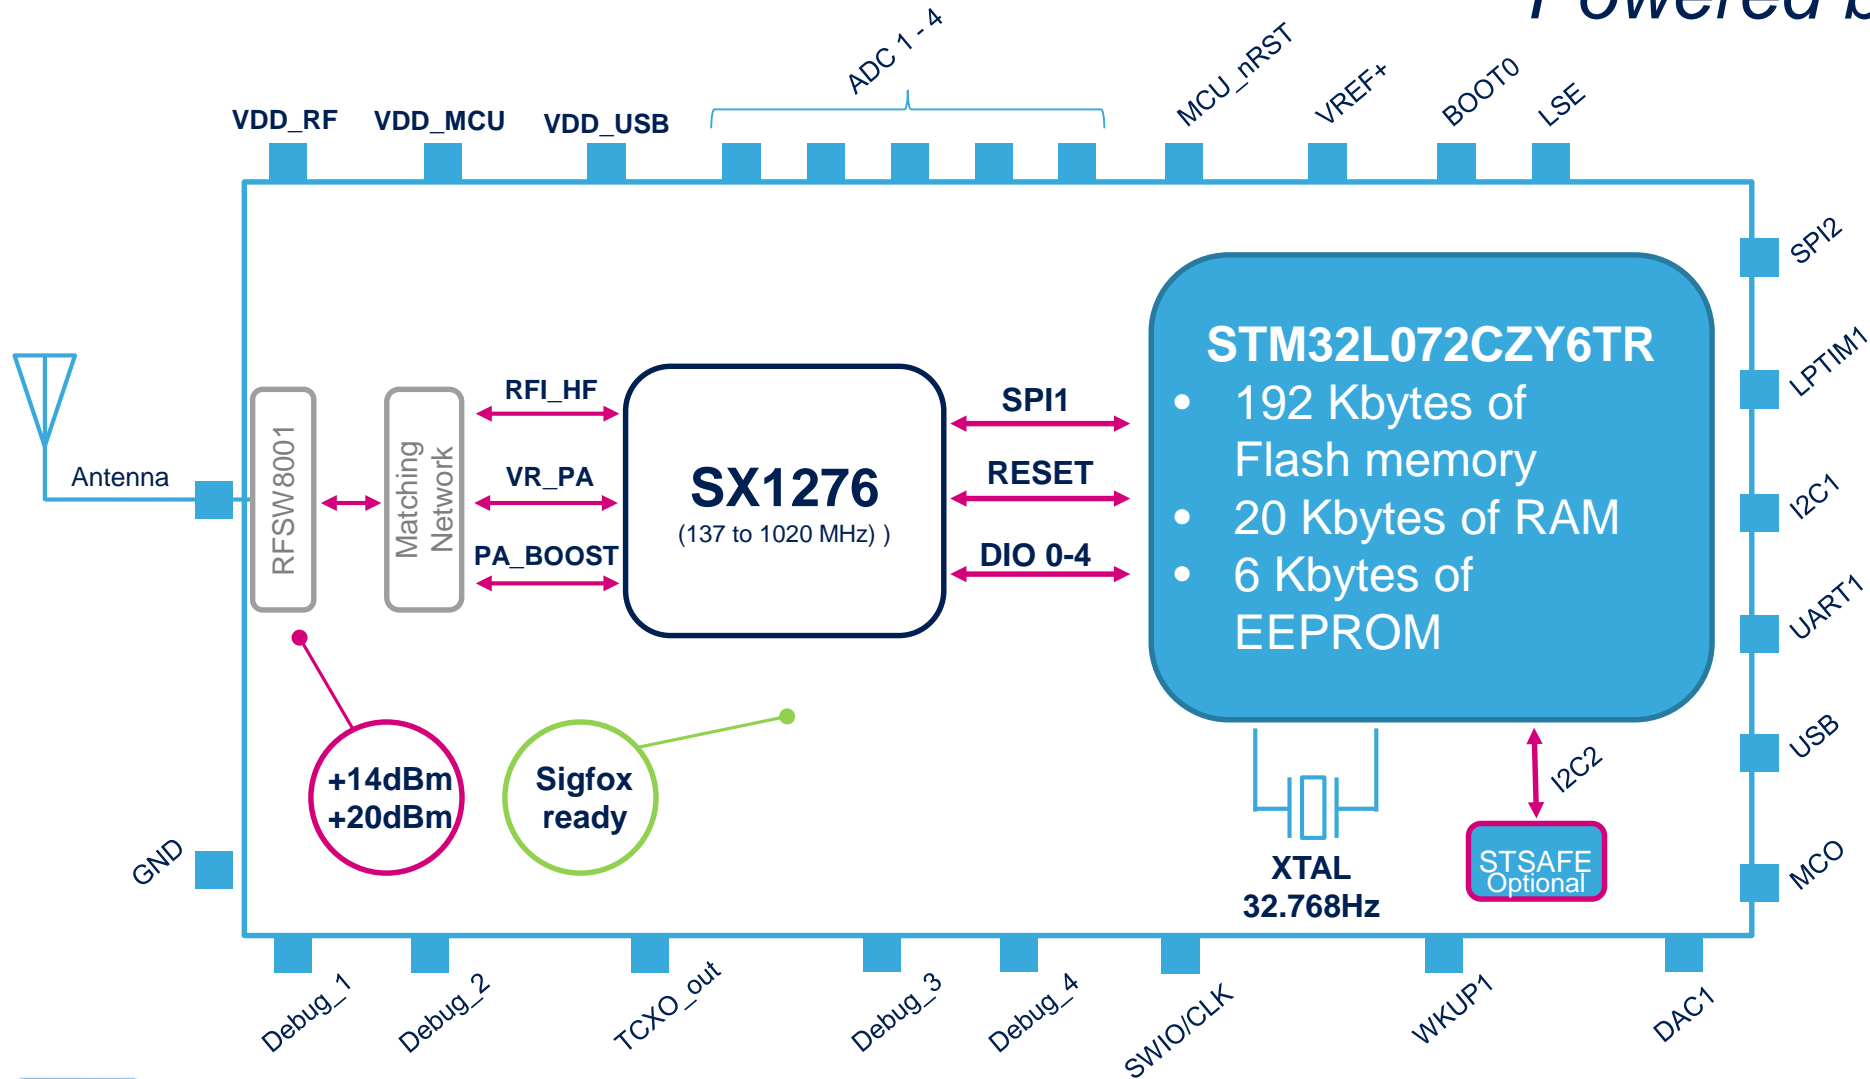 Powered b
ADC 1 - 4
MCU_nRST
VREF+
BOOT0
LSE
VDD_RF
VDD_MCU
VDD_USB
SPI2
LPTIM1
I2C1
UART1
USB
MCO
Antenna
GND
RFSW8001
Matching
Network
RFI_HF
VR_PA
PA_BOOST
SX1276
(137 to 1020 MHz) )
SPI1
RESET
DIO 0-4
STM32L072CZY6TR
• 192 Kbytes of
Flash memory
• 20 Kbytes of RAM
• 6 Kbytes of
EEPROM
+14dBm
+20dBm
Sigfox
ready
XTAL
32.768Hz
I2C2
STSAFE
Optional
Debug_1
Debug_2
TCXO_out
Debug_3
Debug_4
SWIO/CLK
WKUP1
DAC1